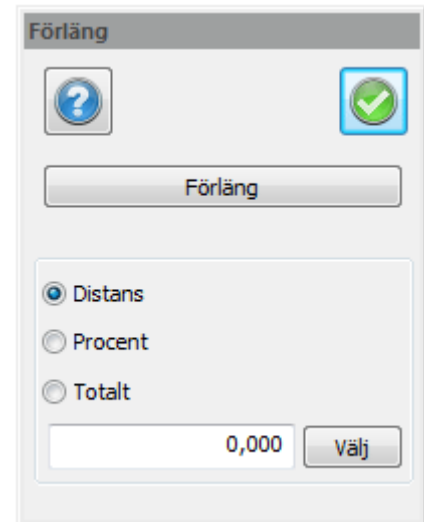 Förläng
Förläng
Distans
Procent
Totalt
0,000 Välj